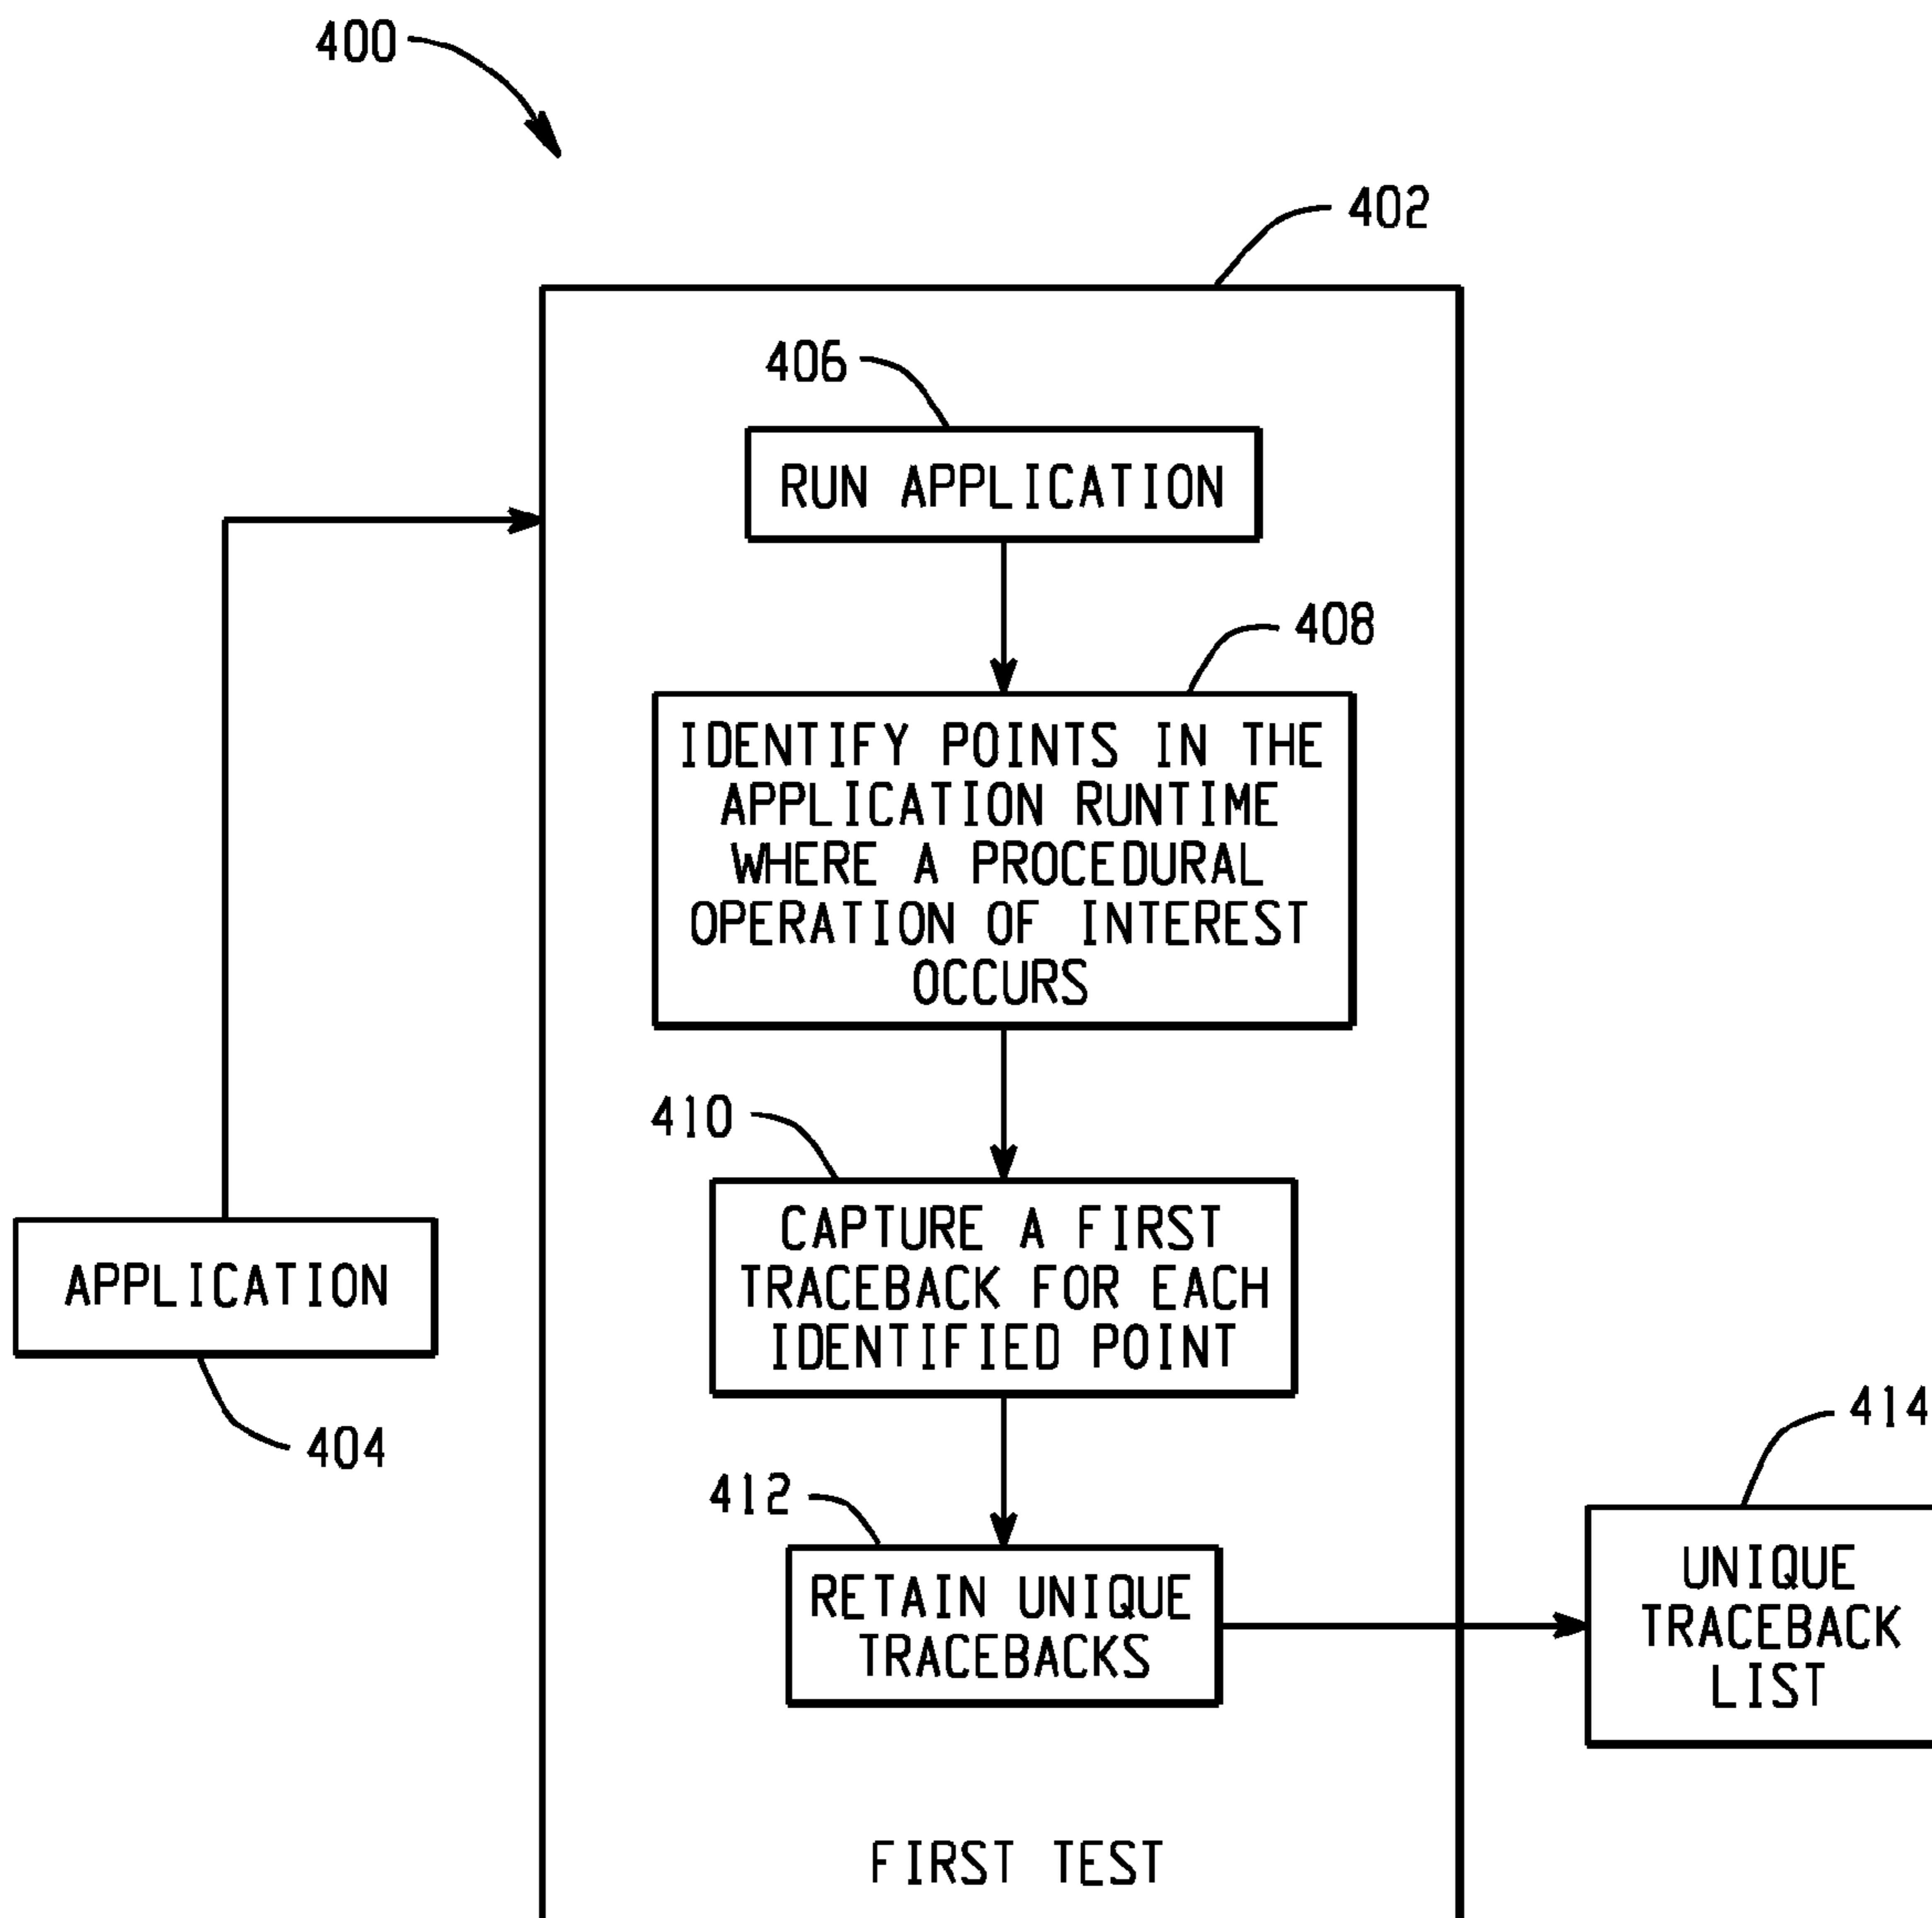 400
402
406
RUN APPLICATION
408
IDENTIFY POINTS IN THE
APPLICATION RUNTIME
WHERE A PROCEDURAL
OPERATION OF INTEREST
OCCURS
410
CAPTURE A FIRST
TRACEBACK FOR EACH
IDENTIFIED POINT
APPLICATION
404
412
RETAIN UNIQUE
TRACEBACKS
414
UNIQUE
TRACEBACK
LIST
FIRST TEST